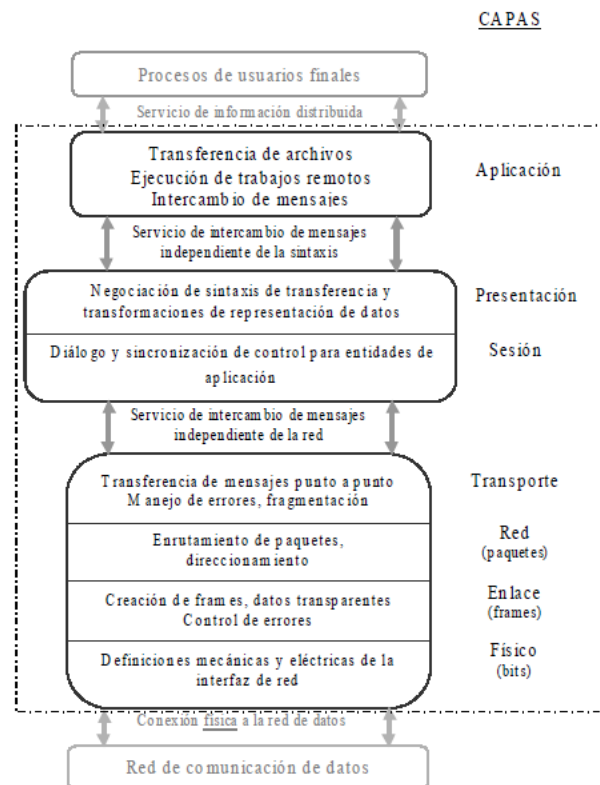 CAPAS
Procesos de usuarios finales
Servicio de información distribuida
Transferencia de archivos
Ejecución de trabajos remotos
Intercambio de mensajes
Aplicación
Servicio de intercambio de mensajes
independiente de la sintaxis
Negociación de sintaxis de transferencia y
transformaciones de representación de datos
Presentación
Diálogo y sincronización de control para entidades de
aplicación
Sesión
Servicio de intercambio de mensajes
independiente de la red
Transferencia de mensajes punto a punto
Manejo de errores, fragmentación
Transporte
Enrutamiento de paquetes,
direccionamiento
Red
(paquetes)
Creación de frames, datos transparentes
Control de errores
Enlace
(frames)
Definiciones mecánicas y eléctricas de la
interfaz de red
Físico
(bits)
Conexión física a la red de datos
Red de comunicación de datos